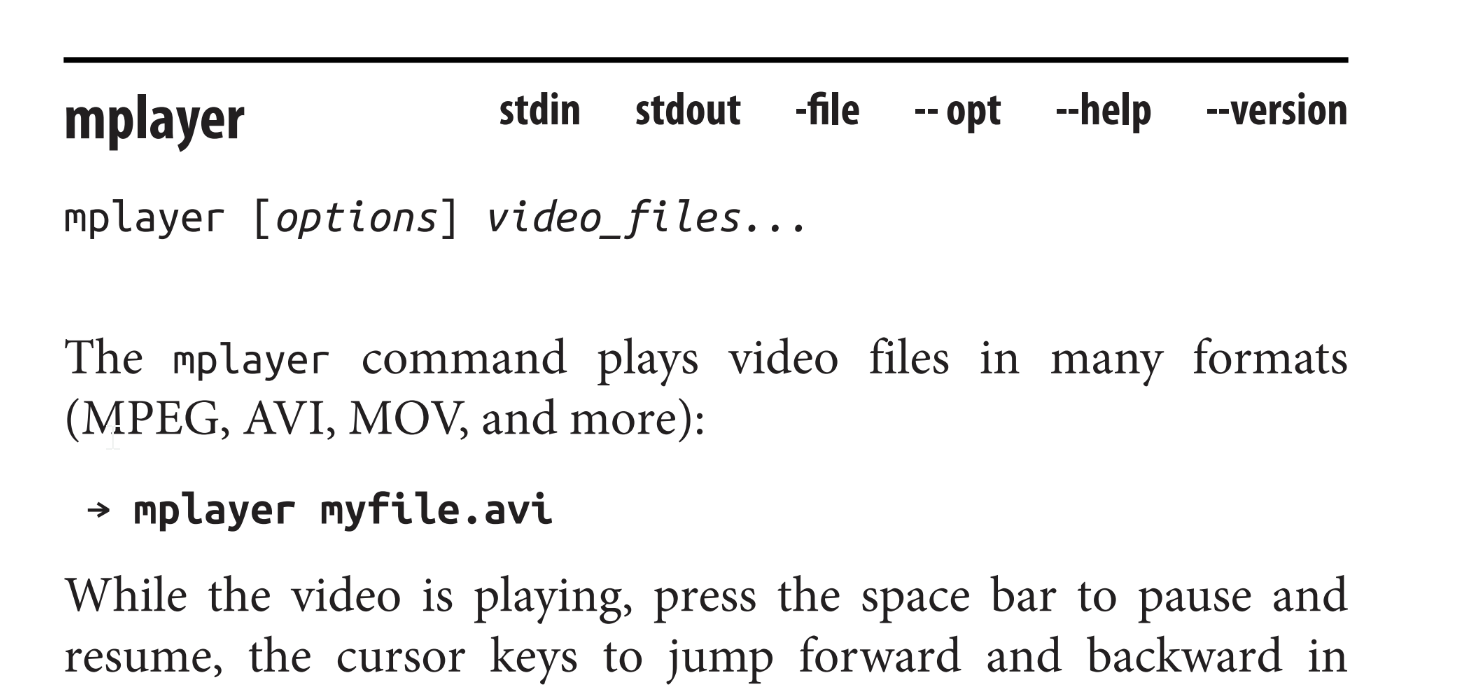 mplayer stdin stdout -file -- opt --help --version
mplayer [options] video_files...
The mplayer command plays video files in many formats
(MPEG, AVI, MOV, and more):
→ mplayer myfile.avi
While the video is playing, press the space bar to pause and
resume, the cursor keys to jump forward and backward in